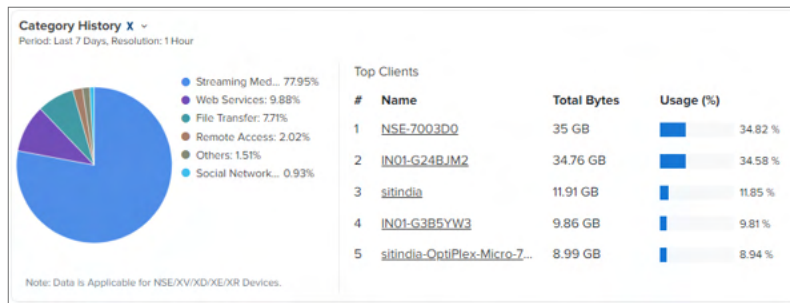 Category History X
Period: Last 7 Days, Resolution: 1 Hour
Streaming Med... 77.95%
Web Services: 9.88%
File Transfer: 7.71%
Remote Access: 2.02%
Others: 1.51%
Social Network... 0.93%
Note: Data is Applicable for NSE/XV/XD/XE/XR Devices.
Top Clients
# Name Total Bytes Usage (%)
1 NSE-7003D0 35 GB 34.82 %
2 IN01-G24BJM2 34.76 GB 34.58 %
3 sitindia 11.91 GB 11.85 %
4 IN01-G3B5YW3 9.86 GB 9.81 %
5 sitindia-OptiPlex-Micro-7... 8.99 GB 8.94 %